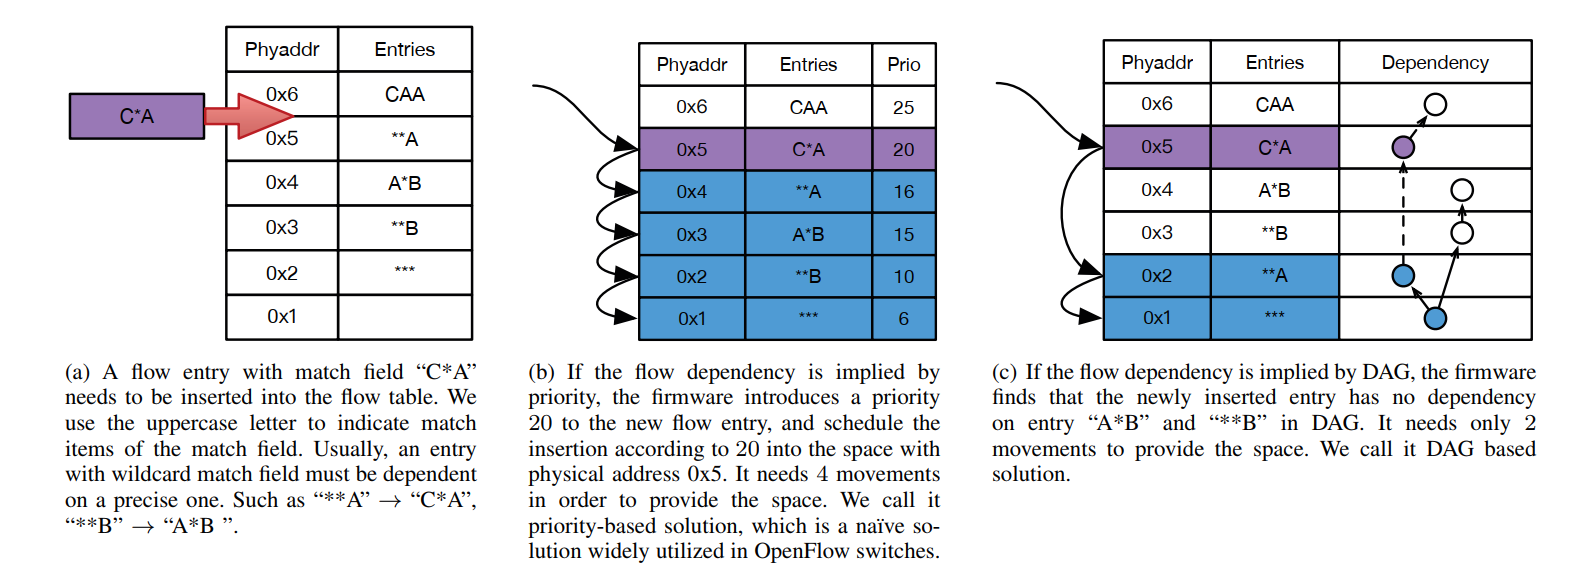 C*A
Phyaddr Entries
0x6 CAA
0x5 **A
0x4 A*B
0x3 **B
0x2 ***
0x1
(a) A flow entry with match field “C*A”
needs to be inserted into the flow table. We
use the uppercase letter to indicate match
items of the match field. Usually, an entry
with wildcard match field must be dependent
on a precise one. Such as “**A” → “C*A”,
“**B” → “A*B ”.
Phyaddr Entries Prio
0x6 CAA 25
0x5 C*A 20
0x4 **A 16
0x3 A*B 15
0x2 **B 10
0x1 *** 6
(b) If the flow dependency is implied by
priority, the firmware introduces a priority
20 to the new flow entry, and schedule the
insertion according to 20 into the space with
physical address 0x5. It needs 4 movements
in order to provide the space. We call it
priority-based solution, which is a naïve so-
lution widely utilized in OpenFlow switches.
Phyaddr Entries Dependency
0x6 CAA
0x5 C*A
0x4 A*B
0x3 **B
0x2 **A
0x1 ***
(c) If the flow dependency is implied by DAG, the firmware
finds that the newly inserted entry has no dependency
on entry “A*B” and “**B” in DAG. It needs only 2
movements to provide the space. We call it DAG based
solution.